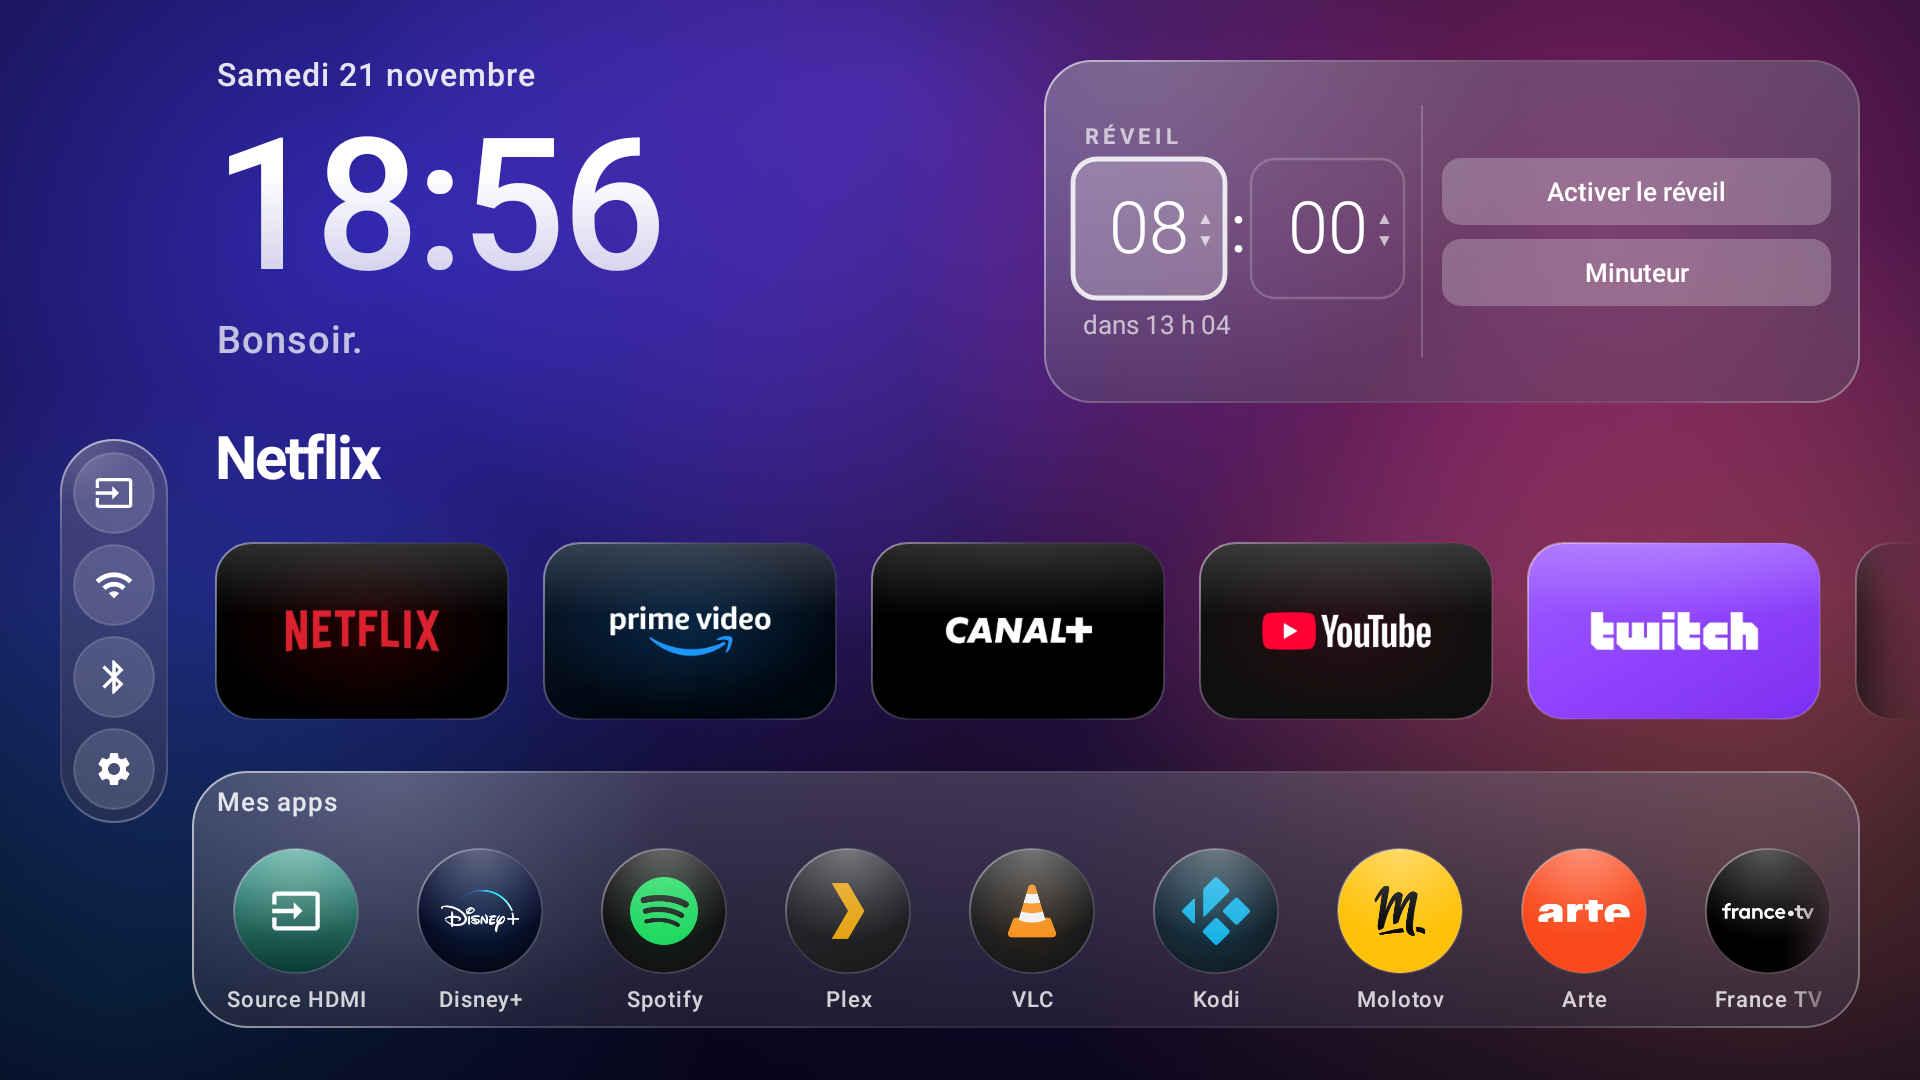 Samedi 21 novembre
18:56
Bonsoir.
RÉVEIL
08 : 00
dans 13 h 04
Activer le réveil
Minuteur
Netflix
NETFLIX
prime video
CANAL+
YouTube
twitch
Mes apps
Disney+
M.
arte
france•tv
Source HDMI
Disney+
Spotify
Plex
VLC
Kodi
Molotov
Arte
France TV